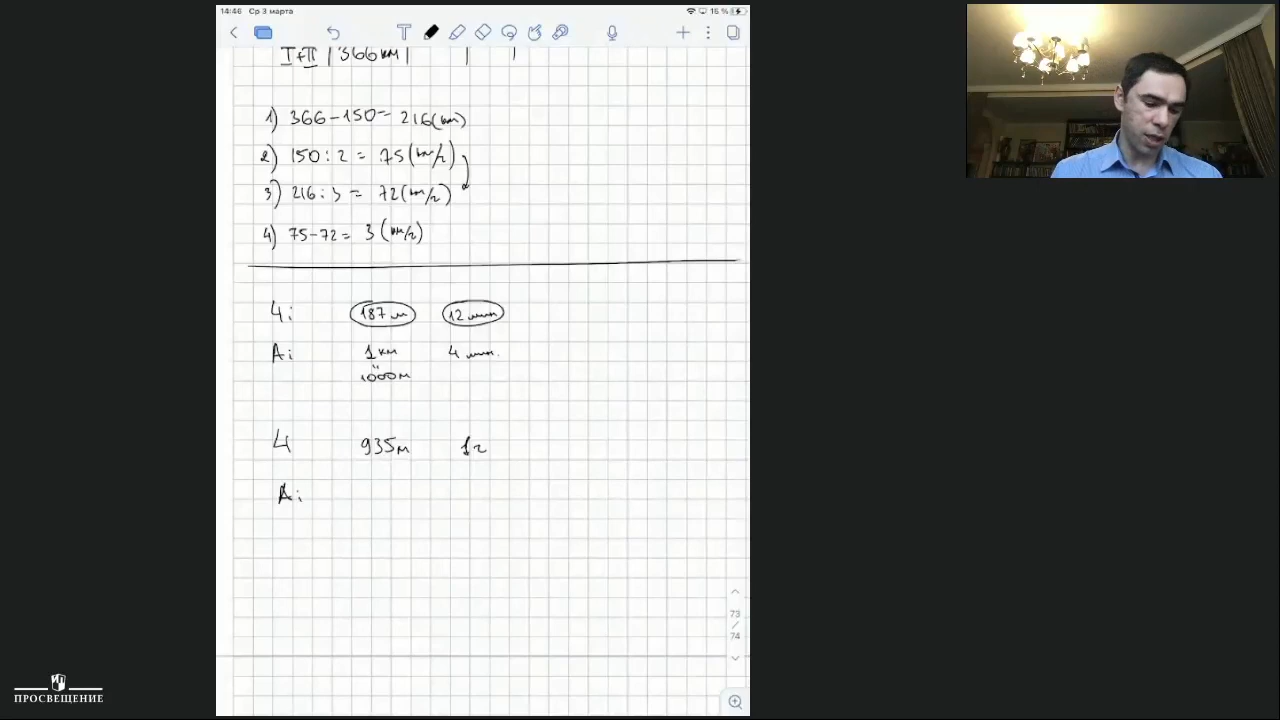 14:46 Ср 3 марта
15 %
I+II | 366 км |
1) 366-150= 216(км)
2) 150:2 = 75(км/ч)
3) 216:3 = 72(км/ч)
4) 75-72= 3(км/ч)
Ч: 187 м 12 мин
А: 1 км 4 мин.
1000 м
Ч 935 м 1 ч
А:
73
/
74
ПРОСВЕЩЕНИЕ